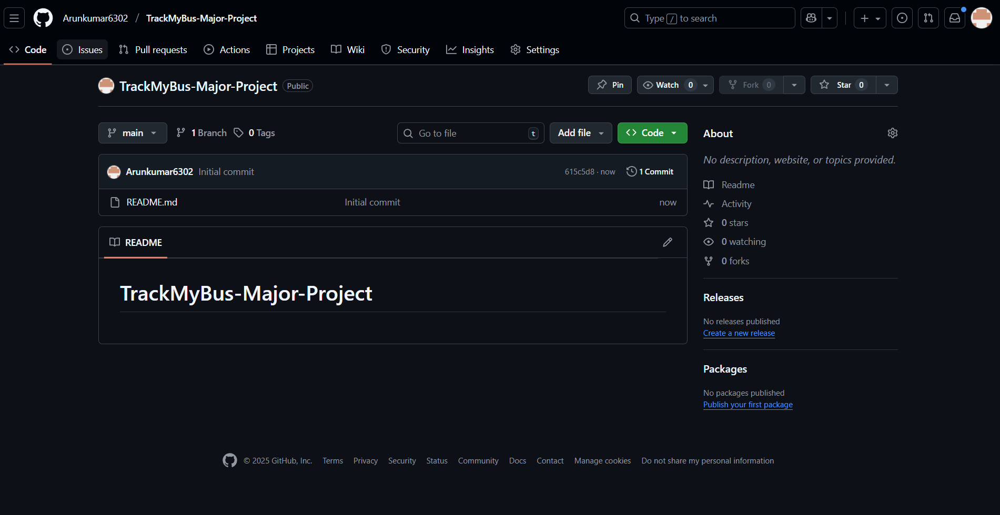 Arunkumar6302 / TrackMyBus-Major-Project
Type / to search
Code Issues Pull requests Actions Projects Wiki Security Insights Settings
TrackMyBus-Major-Project Public
Pin Watch 0 Fork 0 Star 0
main 1 Branch 0 Tags
Go to file t Add file Code
Arunkumar6302 Initial commit 615c5d8 · now 1 Commit
README.md Initial commit now
README
TrackMyBus-Major-Project
About
No description, website, or topics provided.
Readme
Activity
0 stars
0 watching
0 forks
Releases
No releases published
Create a new release
Packages
No packages published
Publish your first package
© 2025 GitHub, Inc. Terms Privacy Security Status Community Docs Contact Manage cookies Do not share my personal information